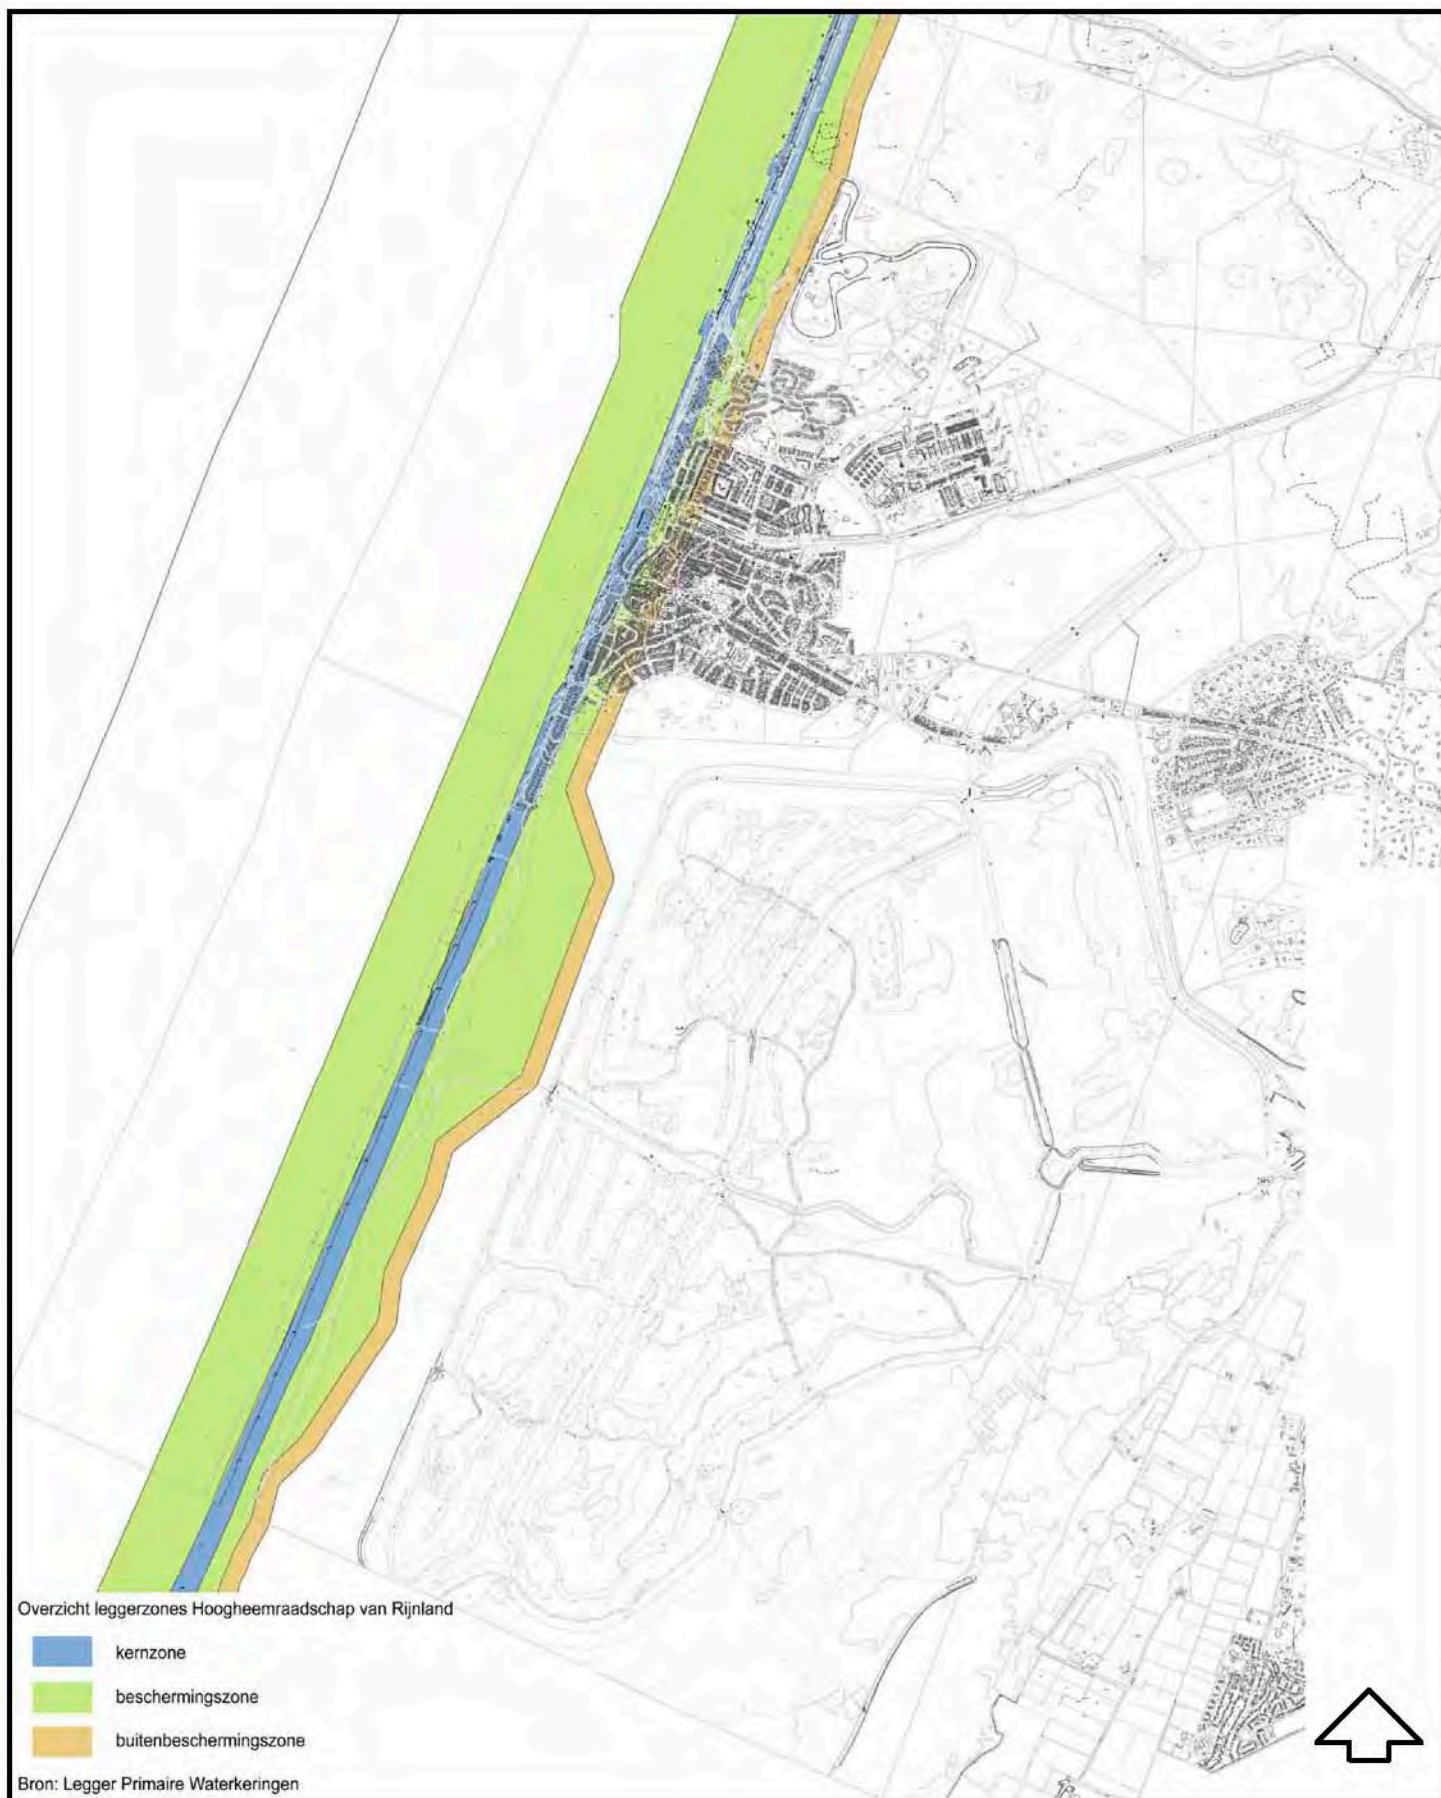 Overzicht leggerzones Hoogheemraadschap van Rijnland
kernzone
beschermingszone
buitenbeschermingszone
Bron: Legger Primaire Waterkeringen